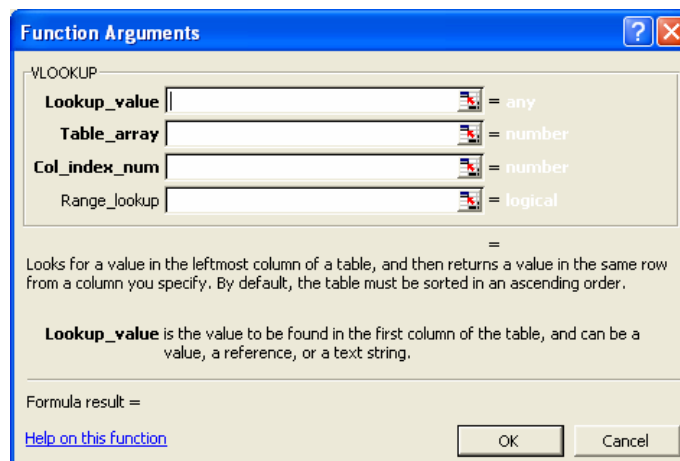 Function Arguments
VLOOKUP
Lookup_value = any
Table_array = number
Col_index_num = number
Range_lookup = logical
=
Looks for a value in the leftmost column of a table, and then returns a value in the same row
from a column you specify. By default, the table must be sorted in an ascending order.
Lookup_value is the value to be found in the first column of the table, and can be a
value, a reference, or a text string.
Formula result =
Help on this function
OK
Cancel